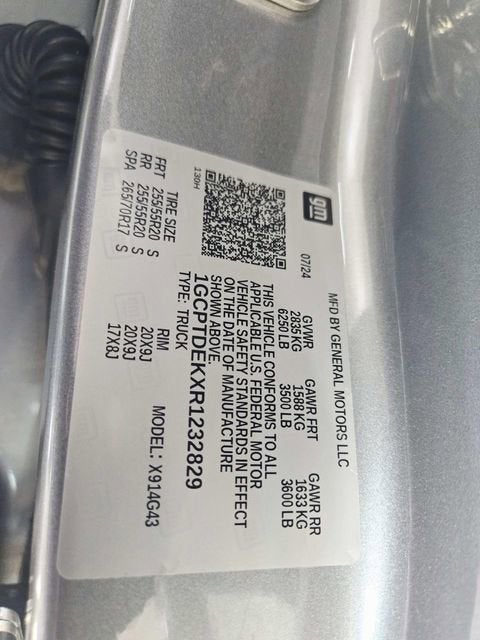 gm
MFD BY GENERAL MOTORS LLC
07/24 GVWR GAWR FRT GAWR RR
2835 KG 1588 KG 1633 KG
6250 LB 3500 LB 3600 LB
THIS VEHICLE CONFORMS TO ALL
APPLICABLE U.S. FEDERAL MOTOR
VEHICLE SAFETY STANDARDS IN EFFECT
ON THE DATE OF MANUFACTURE
SHOWN ABOVE.
1GCPTDEKXR1232829
TYPE: TRUCK MODEL: X914G43
130H
TIRE SIZE RIM
FRT 255/55R20 S 20X9J
RR 255/55R20 S 20X9J
SPA 265/70R17 S 17X8J